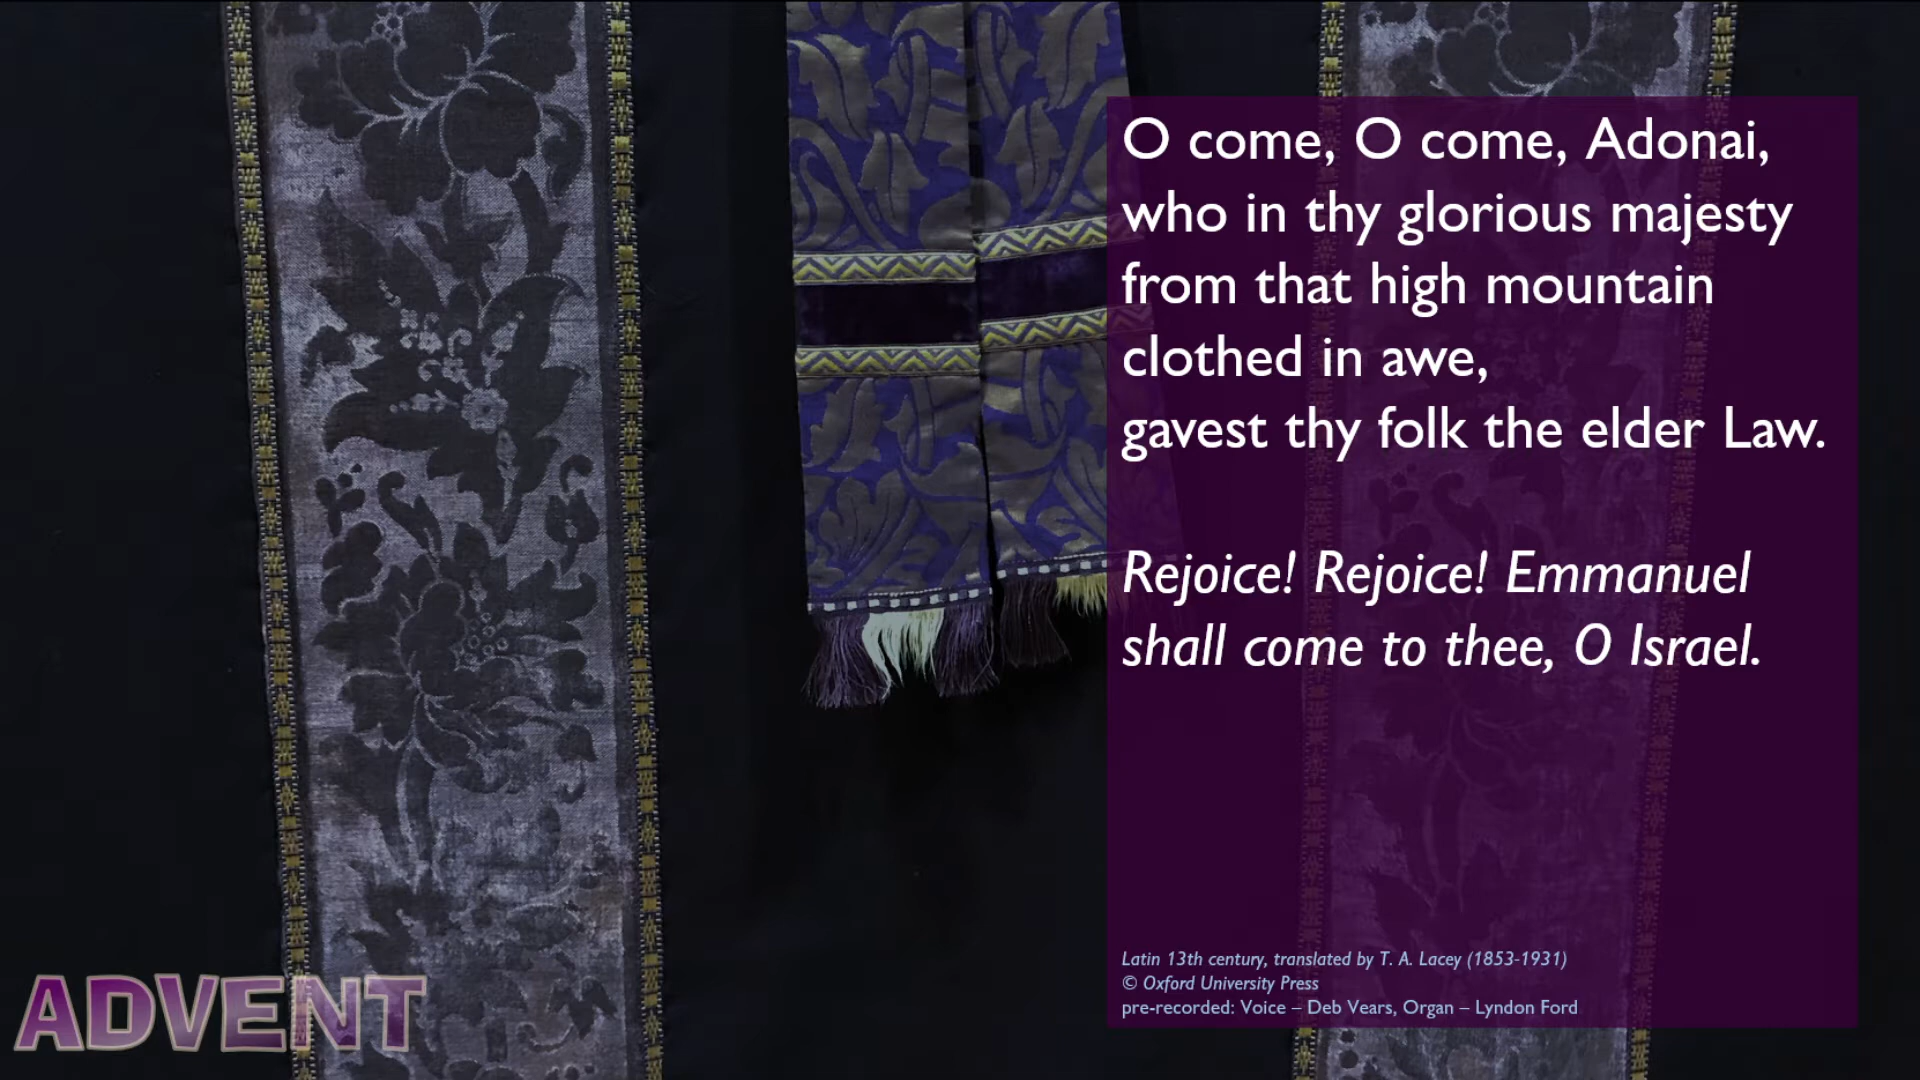 O come, O come, Adonai,
who in thy glorious majesty
from that high mountain
clothed in awe,
gavest thy folk the elder Law.
Rejoice! Rejoice! Emmanuel
shall come to thee, O Israel.
Latin 13th century, translated by T. A. Lacey (1853-1931)
© Oxford University Press
pre-recorded: Voice – Deb Vears, Organ – Lyndon Ford
ADVENT